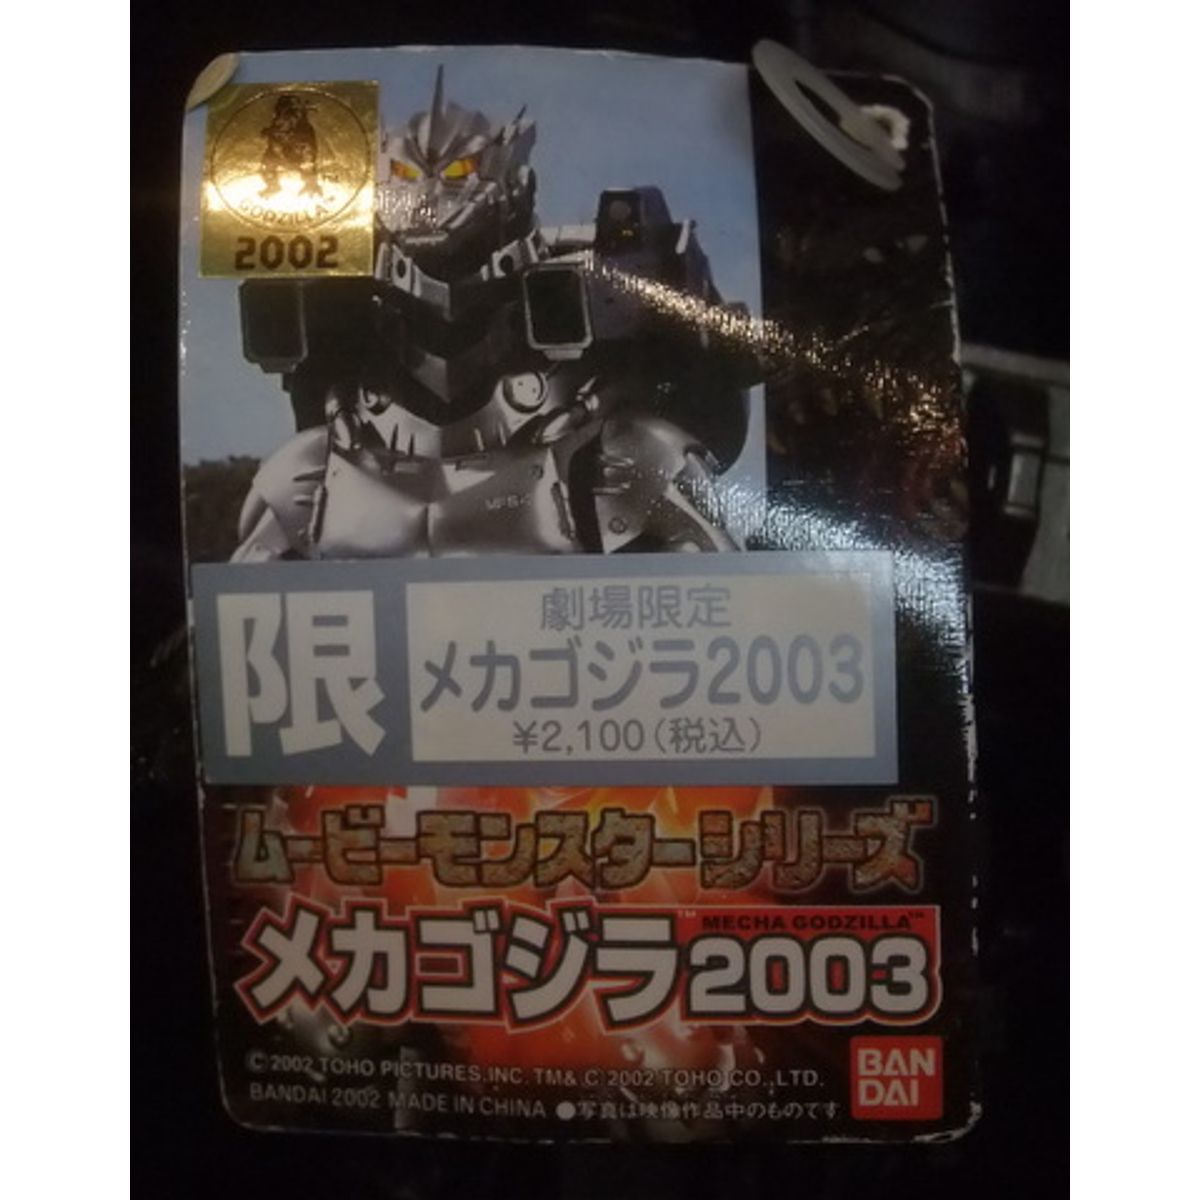 GODZILLA
2002
限
劇場限定
メカゴジラ2003
¥2,100(税込)
ムービーモンスターシリーズ
メカゴジラ2003
™ MECHA GODZILLA™
©2002 TOHO PICTURES.INC. TM& © 2002 TOHO CO.,LTD.
BANDAI 2002 MADE IN CHINA ●写真は映像作品中のものです
BAN
DAI